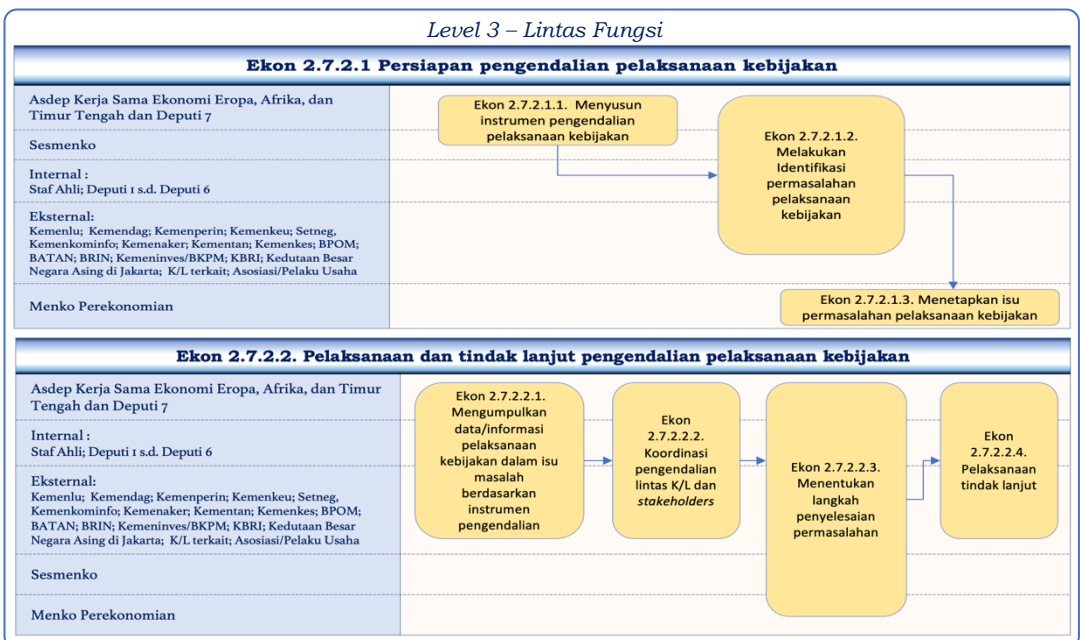 Level 3 – Lintas Fungsi
Ekon 2.7.2.1 Persiapan pengendalian pelaksanaan kebijakan
Asdep Kerja Sama Ekonomi Eropa, Afrika, dan
Timur Tengah dan Deputi 7
Sesmenko
Internal :
Staf Ahli; Deputi 1 s.d. Deputi 6
Eksternal:
Kemenlu; Kemendag; Kemenperin; Kemenkeu; Setneg,
Kemenkominfo; Kemenaker; Kementan; Kemenkes; BPOM;
BATAN; BRIN; Kemeninves/BKPM; KBRI; Kedutaan Besar
Negara Asing di Jakarta; K/L terkait; Asosiasi/Pelaku Usaha
Menko Perekonomian
Ekon 2.7.2.1.1. Menyusun
instrumen pengendalian
pelaksanaan kebijakan
Ekon 2.7.2.1.2.
Melakukan
Identifikasi
permasalahan
pelaksanaan
kebijakan
Ekon 2.7.2.1.3. Menetapkan isu
permasalahan pelaksanaan kebijakan
Ekon 2.7.2.2. Pelaksanaan dan tindak lanjut pengendalian pelaksanaan kebijakan
Asdep Kerja Sama Ekonomi Eropa, Afrika, dan Timur
Tengah dan Deputi 7
Internal :
Staf Ahli; Deputi 1 s.d. Deputi 6
Eksternal:
Kemenlu; Kemendag; Kemenperin; Kemenkeu; Setneg,
Kemenkominfo; Kemenaker; Kementan; Kemenkes; BPOM;
BATAN; BRIN; Kemeninves/BKPM; KBRI; Kedutaan Besar
Negara Asing di Jakarta; K/L terkait; Asosiasi/Pelaku Usaha
Sesmenko
Menko Perekonomian
Ekon 2.7.2.2.1.
Mengumpulkan
data/informasi
pelaksanaan
kebijakan dalam isu
masalah
berdasarkan
instrumen
pengendalian
Ekon
2.7.2.2.2.
Koordinasi
pengendalian
lintas K/L dan
stakeholders
Ekon 2.7.2.2.3.
Menentukan
langkah
penyelesaian
permasalahan
Ekon
2.7.2.2.4.
Pelaksanaan
tindak lanjut